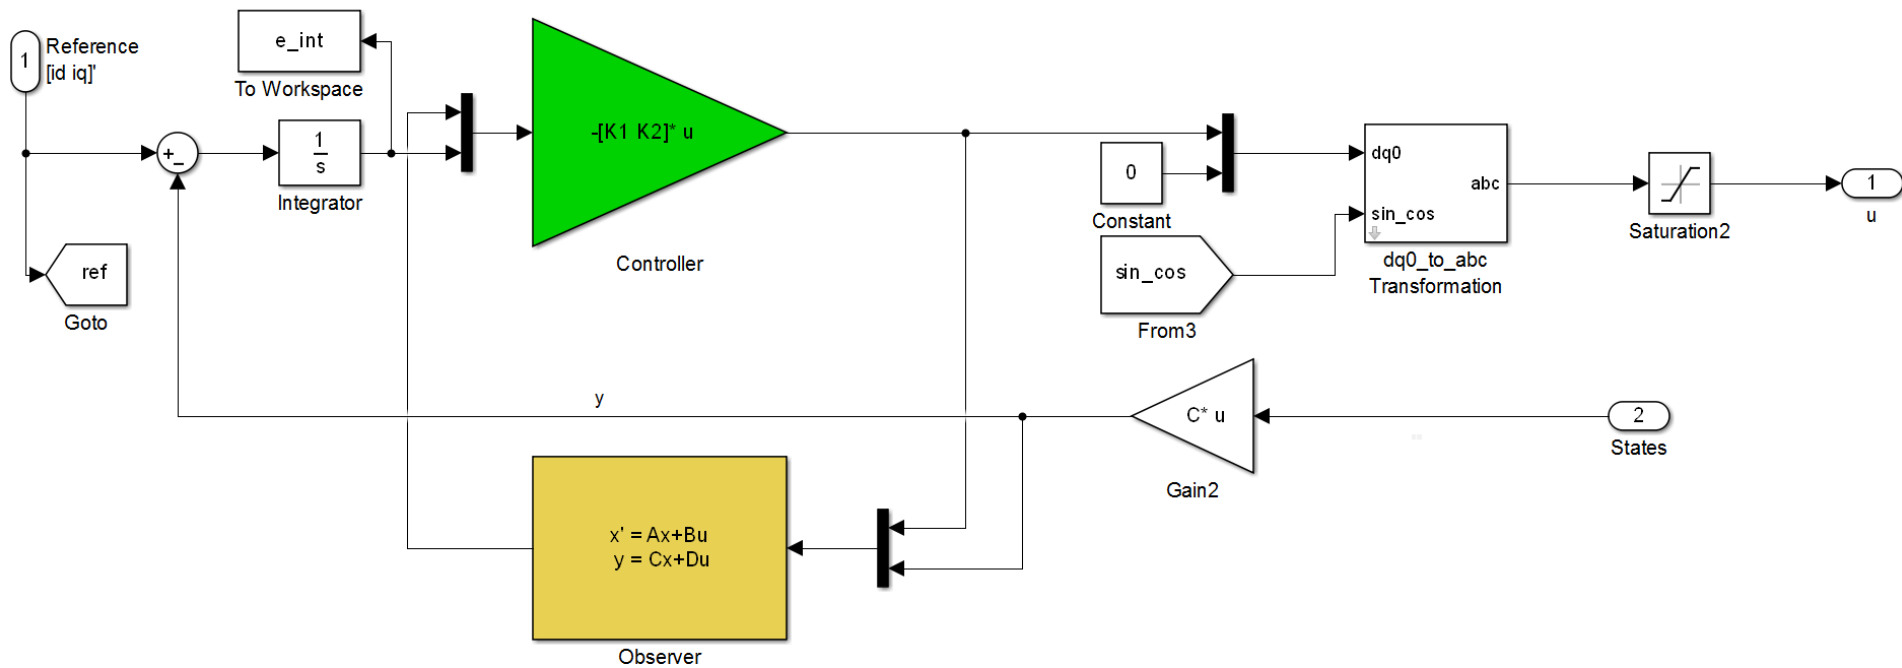 1
Reference
[id iq]'
e_int
To Workspace
+
-
1
s
Integrator
-[K1 K2]* u
Controller
ref
Goto
0
Constant
sin_cos
From3
dq0
abc
sin_cos
dq0_to_abc
Transformation
Saturation2
1
u
y
C* u
Gain2
2
States
x' = Ax+Bu
y = Cx+Du
Observer